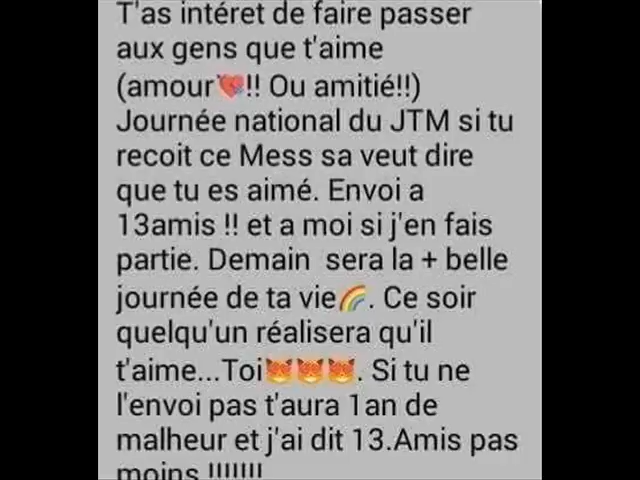 T'as intéret de faire passer
aux gens que t'aime
(amour💘!! Ou amitié!!)
Journée national du JTM si tu
recoit ce Mess sa veut dire
que tu es aimé. Envoi a
13amis !! et a moi si j'en fais
partie. Demain  sera la + belle
journée de ta vie🌈. Ce soir
quelqu'un réalisera qu'il
t'aime...Toi😻😻😻. Si tu ne
l'envoi pas t'aura 1an de
malheur et j'ai dit 13.Amis pas
moins !!!!!!!